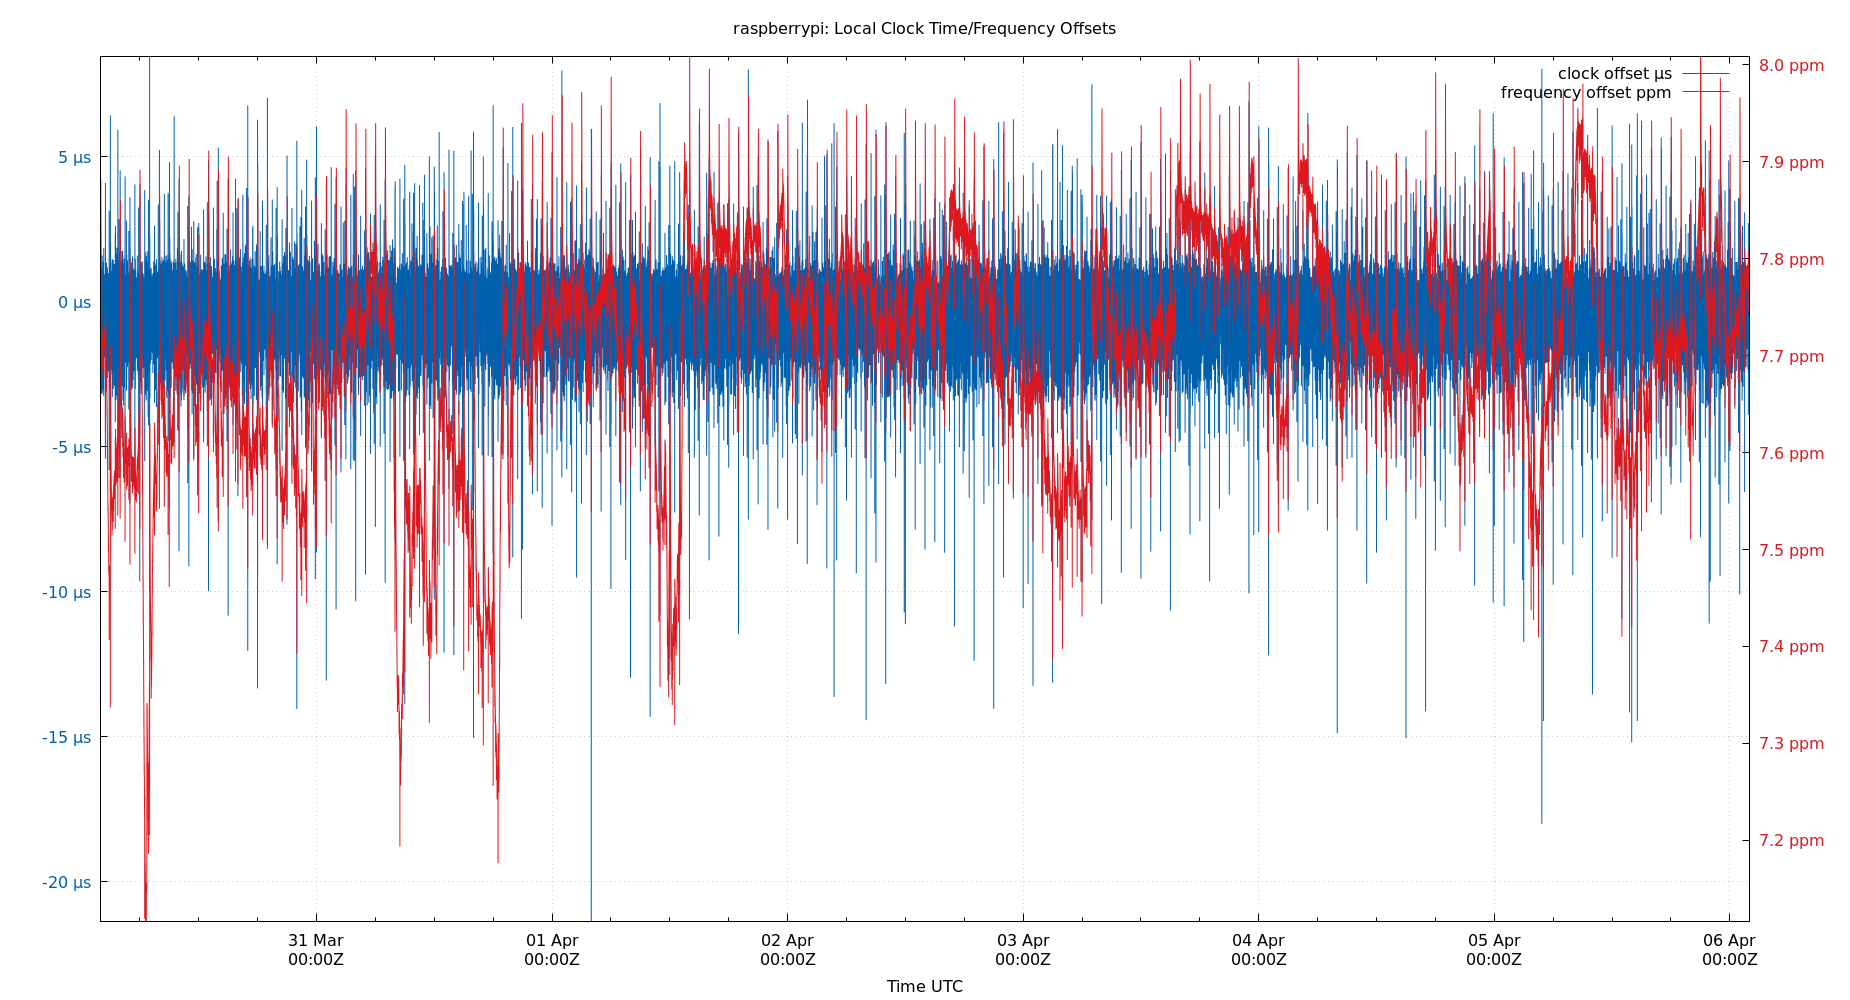 raspberrypi: Local Clock Time/Frequency Offsets
clock offset µs
frequency offset ppm
5 µs
0 µs
-5 µs
-10 µs
-15 µs
-20 µs
8.0 ppm
7.9 ppm
7.8 ppm
7.7 ppm
7.6 ppm
7.5 ppm
7.4 ppm
7.3 ppm
7.2 ppm
31 Mar 01 Apr 02 Apr 03 Apr 04 Apr 05 Apr 06 Apr
00:00Z 00:00Z 00:00Z 00:00Z 00:00Z 00:00Z 00:00Z
Time UTC